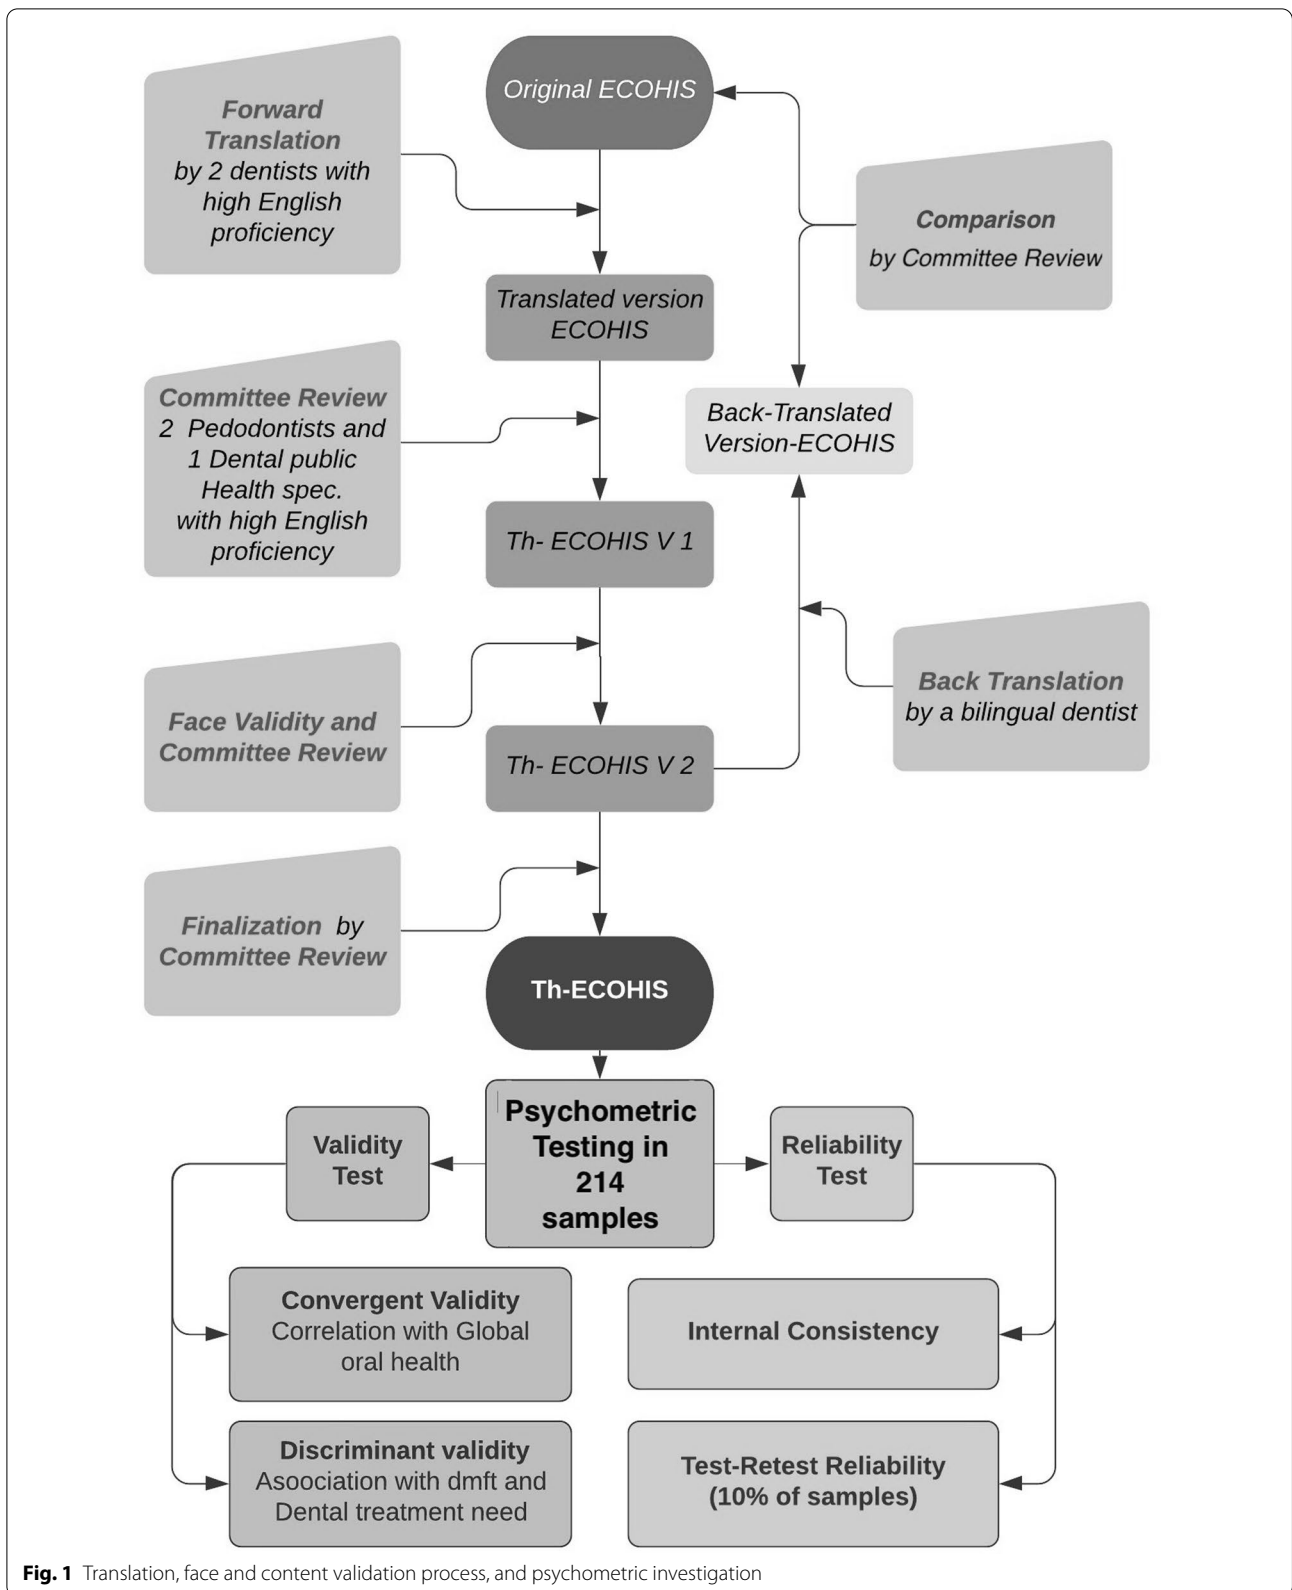 Forward
Translation
by 2 dentists with
high English
proficiency
Original ECOHIS
Comparison
by Committee Review
Translated version
ECOHIS
Committee Review
2 Pedodontists and
1 Dental public
Health spec.
with high English
proficiency
Back-Translated
Version-ECOHIS
Th- ECOHIS V 1
Back Translation
by a bilingual dentist
Face Validity and
Committee Review
Th- ECOHIS V 2
Finalization by
Committee Review
Th-ECOHIS
Psychometric
Testing in
214
samples
Validity
Test
Reliability
Test
Convergent Validity
Correlation with Global
oral health
Internal Consistency
Discriminant validity
Asoociation with dmft and
Dental treatment need
Test-Retest Reliability
(10% of samples)
Fig. 1 Translation, face and content validation process, and psychometric investigation